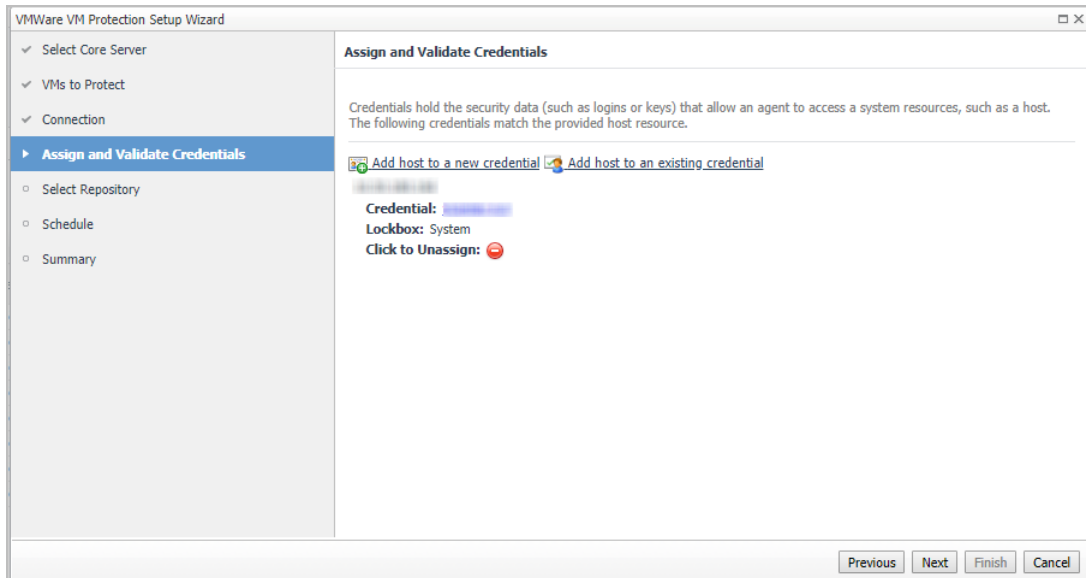 VMWare VM Protection Setup Wizard
Select Core Server
VMs to Protect
Connection
Assign and Validate Credentials
Select Repository
Schedule
Summary
Assign and Validate Credentials
Credentials hold the security data (such as logins or keys) that allow an agent to access a system resources, such as a host.
The following credentials match the provided host resource.
Add host to a new credential Add host to an existing credential
Credential:
Lockbox: System
Click to Unassign:
Previous Next Finish Cancel